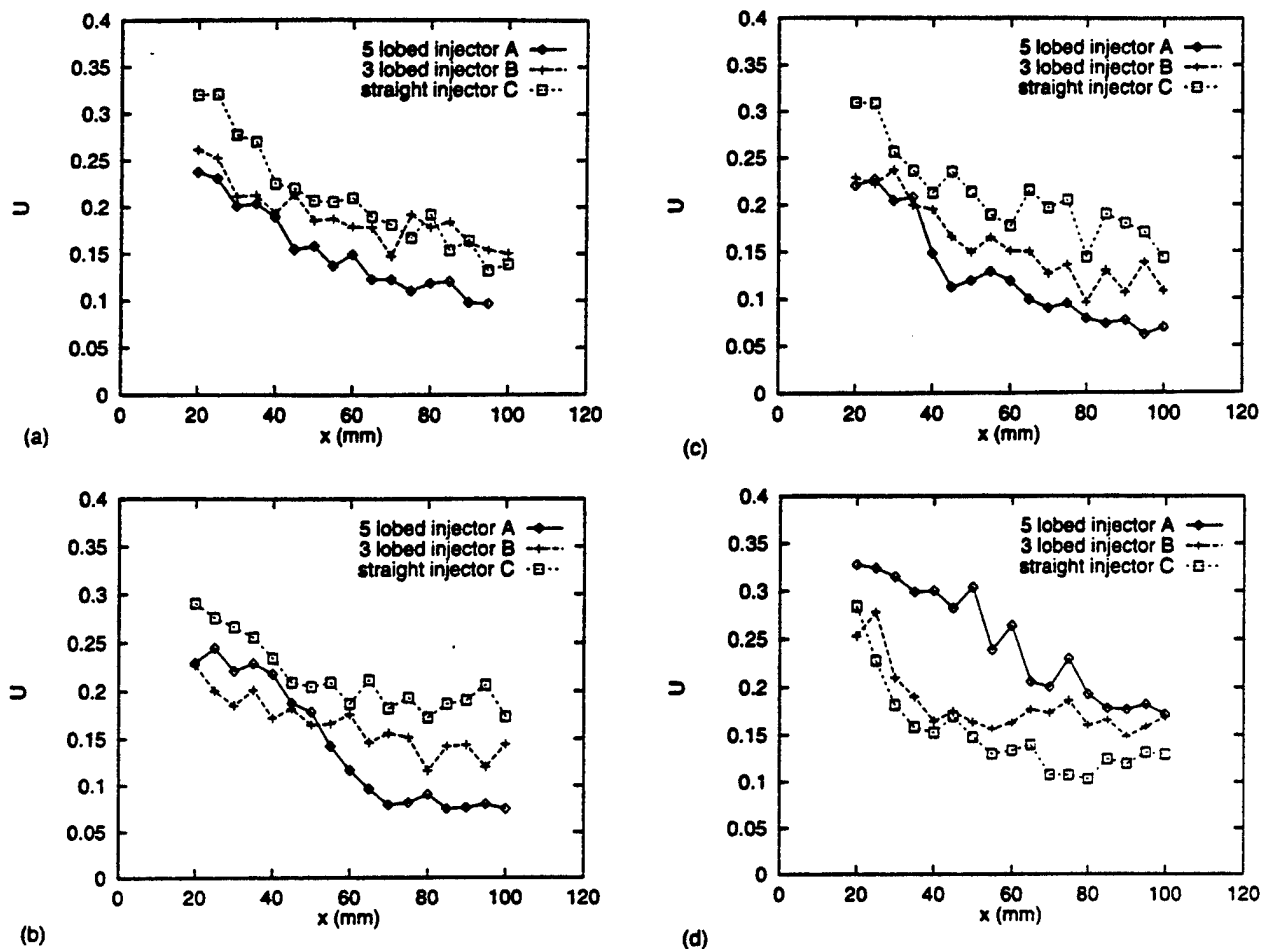 0.4
0.35
0.3
0.25
0.2
0.15
0.1
0.05
0
U
5 lobed injector A
3 lobed injector B
straight injector C
0 20 40 60 80 100 120
x (mm)
(a)
0.4
0.35
0.3
0.25
0.2
0.15
0.1
0.05
0
U
5 lobed injector A
3 lobed injector B
straight injector C
0 20 40 60 80 100 120
x (mm)
(c)
0.4
0.35
0.3
0.25
0.2
0.15
0.1
0.05
0
U
5 lobed injector A
3 lobed injector B
straight injector C
0 20 40 60 80 100 120
x (mm)
(b)
0.4
0.35
0.3
0.25
0.2
0.15
0.1
0.05
0
U
5 lobed injector A
3 lobed injector B
straight injector C
0 20 40 60 80 100 120
x (mm)
(d)